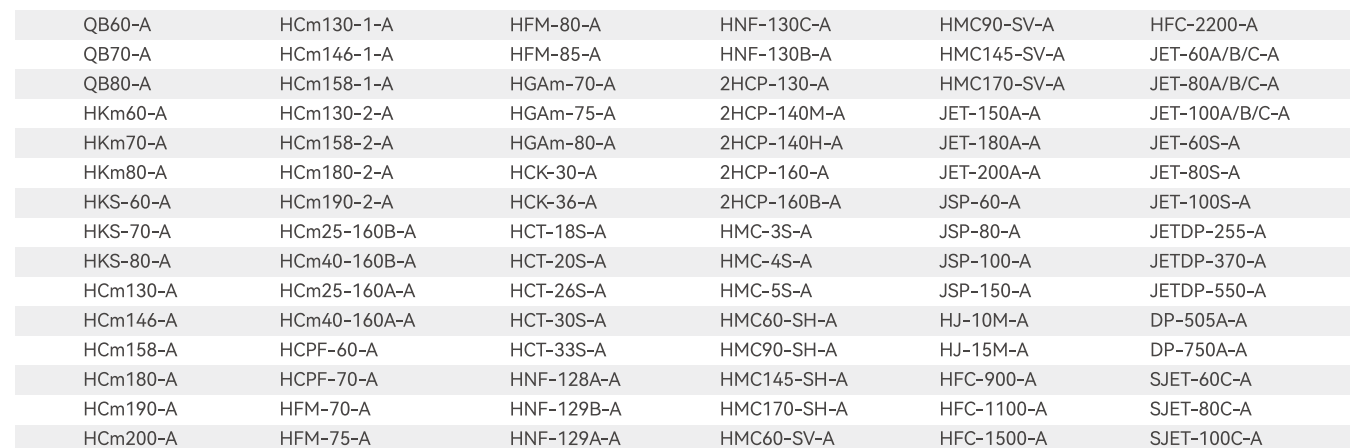 QB60-A HCm130-1-A HFM-80-A HNF-130C-A HMC90-SV-A HFC-2200-A
QB70-A HCm146-1-A HFM-85-A HNF-130B-A HMC145-SV-A JET-60A/B/C-A
QB80-A HCm158-1-A HGAm-70-A 2HCP-130-A HMC170-SV-A JET-80A/B/C-A
HKm60-A HCm130-2-A HGAm-75-A 2HCP-140M-A JET-150A-A JET-100A/B/C-A
HKm70-A HCm158-2-A HGAm-80-A 2HCP-140H-A JET-180A-A JET-60S-A
HKm80-A HCm180-2-A HCK-30-A 2HCP-160-A JET-200A-A JET-80S-A
HKS-60-A HCm190-2-A HCK-36-A 2HCP-160B-A JSP-60-A JET-100S-A
HKS-70-A HCm25-160B-A HCT-18S-A HMC-3S-A JSP-80-A JETDP-255-A
HKS-80-A HCm40-160B-A HCT-20S-A HMC-4S-A JSP-100-A JETDP-370-A
HCm130-A HCm25-160A-A HCT-26S-A HMC-5S-A JSP-150-A JETDP-550-A
HCm146-A HCm40-160A-A HCT-30S-A HMC60-SH-A HJ-10M-A DP-505A-A
HCm158-A HCPF-60-A HCT-33S-A HMC90-SH-A HJ-15M-A DP-750A-A
HCm180-A HCPF-70-A HNF-128A-A HMC145-SH-A HFC-900-A SJET-60C-A
HCm190-A HFM-70-A HNF-129B-A HMC170-SH-A HFC-1100-A SJET-80C-A
HCm200-A HFM-75-A HNF-129A-A HMC60-SV-A HFC-1500-A SJET-100C-A